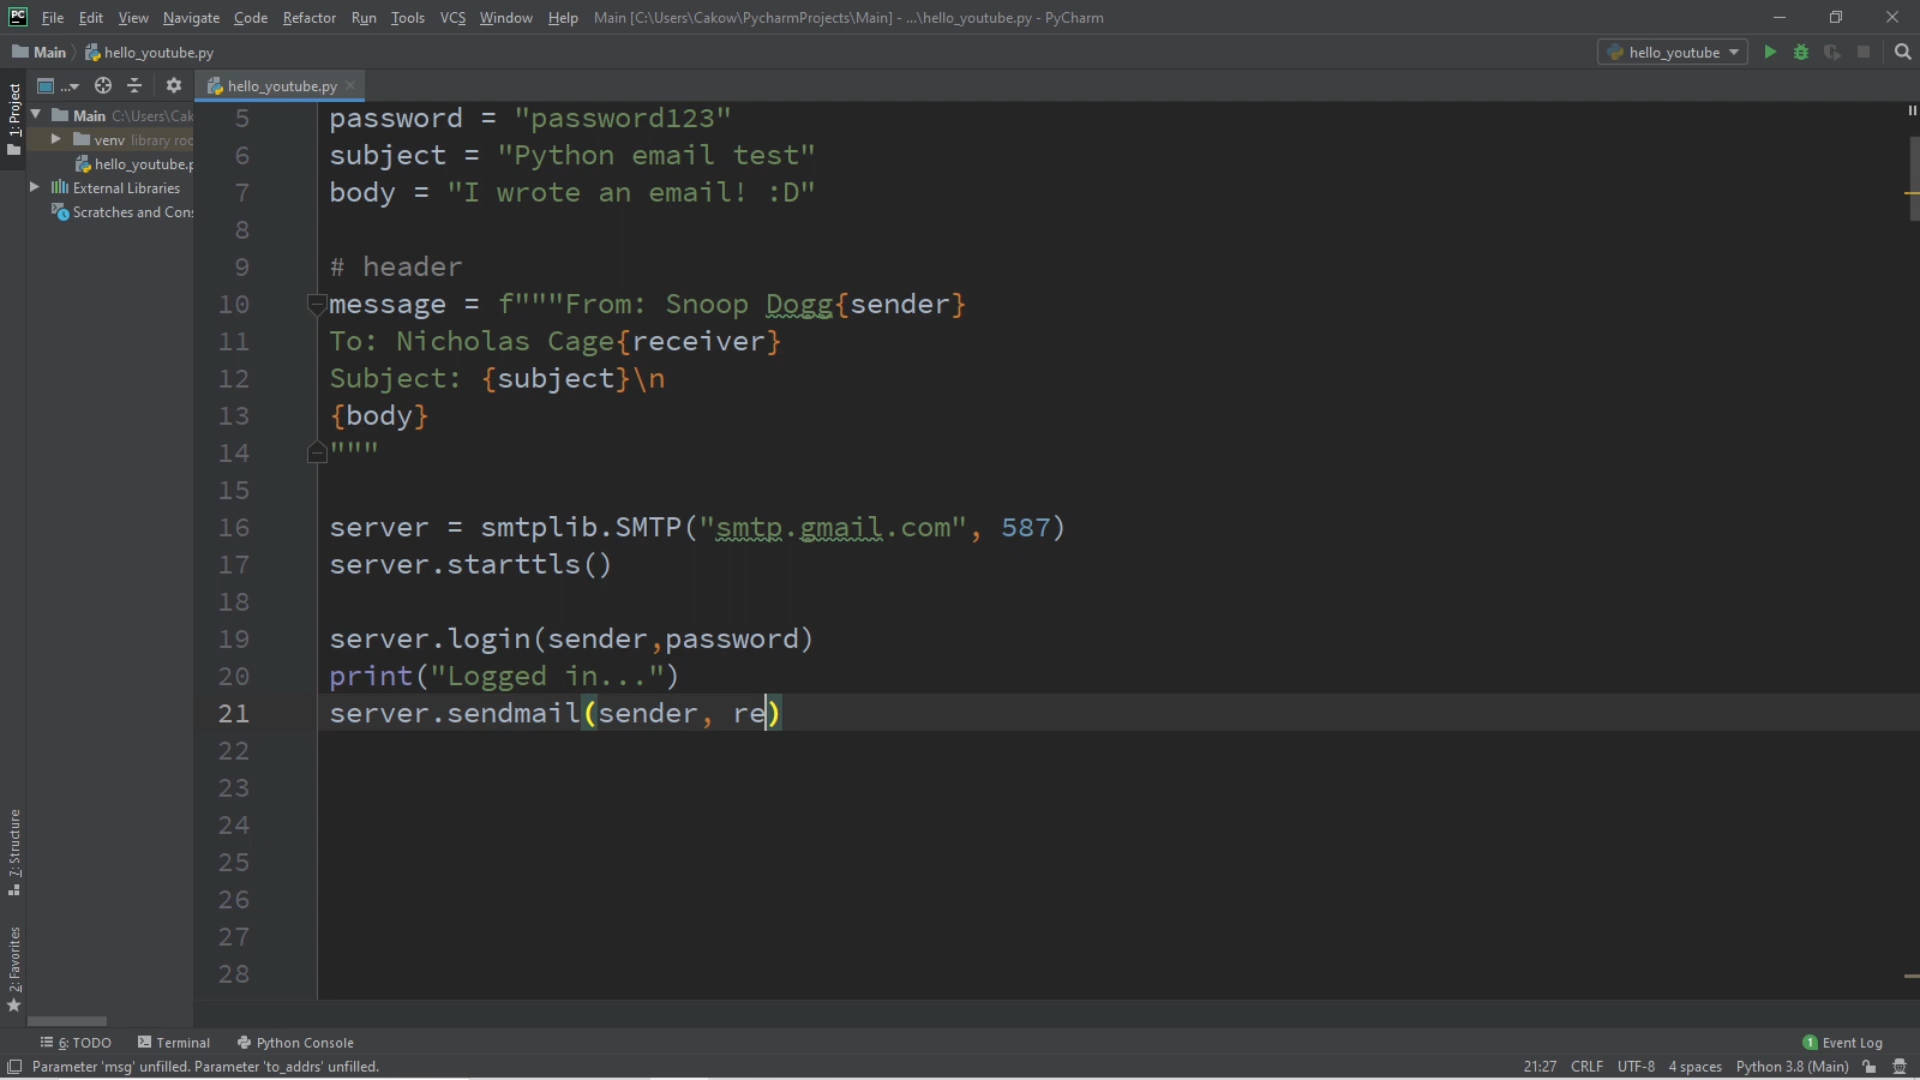 PC File Edit View Navigate Code Refactor Run Tools VCS Window Help Main [C:\Users\Cakow\PycharmProjects\Main] - ...\hello_youtube.py - PyCharm
Main hello_youtube.py hello_youtube
1: Project
...
hello_youtube.py
Main C:\Users\Cak
venv library roo
hello_youtube.p
External Libraries
Scratches and Cons
5 password = "password123"
6 subject = "Python email test"
7 body = "I wrote an email! :D"
8
9 # header
10 message = f"""From: Snoop Dogg{sender}
11 To: Nicholas Cage{receiver}
12 Subject: {subject}\n
13 {body}
14 """
15
16 server = smtplib.SMTP("smtp.gmail.com", 587)
17 server.starttls()
18
19 server.login(sender,password)
20 print("Logged in...")
21 server.sendmail(sender, re)
22
23
24
25
26
27
28
7: Structure
2: Favorites
6: TODO Terminal Python Console 1 Event Log
Parameter 'msg' unfilled. Parameter 'to_addrs' unfilled. 21:27 CRLF UTF-8 4 spaces Python 3.8 (Main)